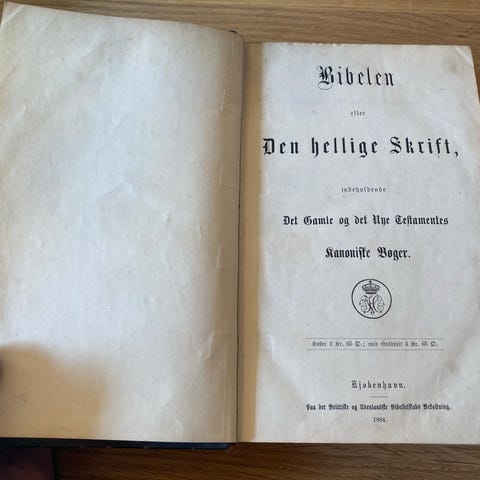 Bibelen
eller
Den hellige Skrift,
indeholdende
Det Gamle og det Nye Testamentes
Kanoniske Bøger.
Koster 2 Kr. 65 Ø.; med Guldsnit 3 Kr. 65 Ø.
Kjøbenhavn.
Paa det Brittiske og Udenlandske Bibelselskabs Bekostning.
1884.